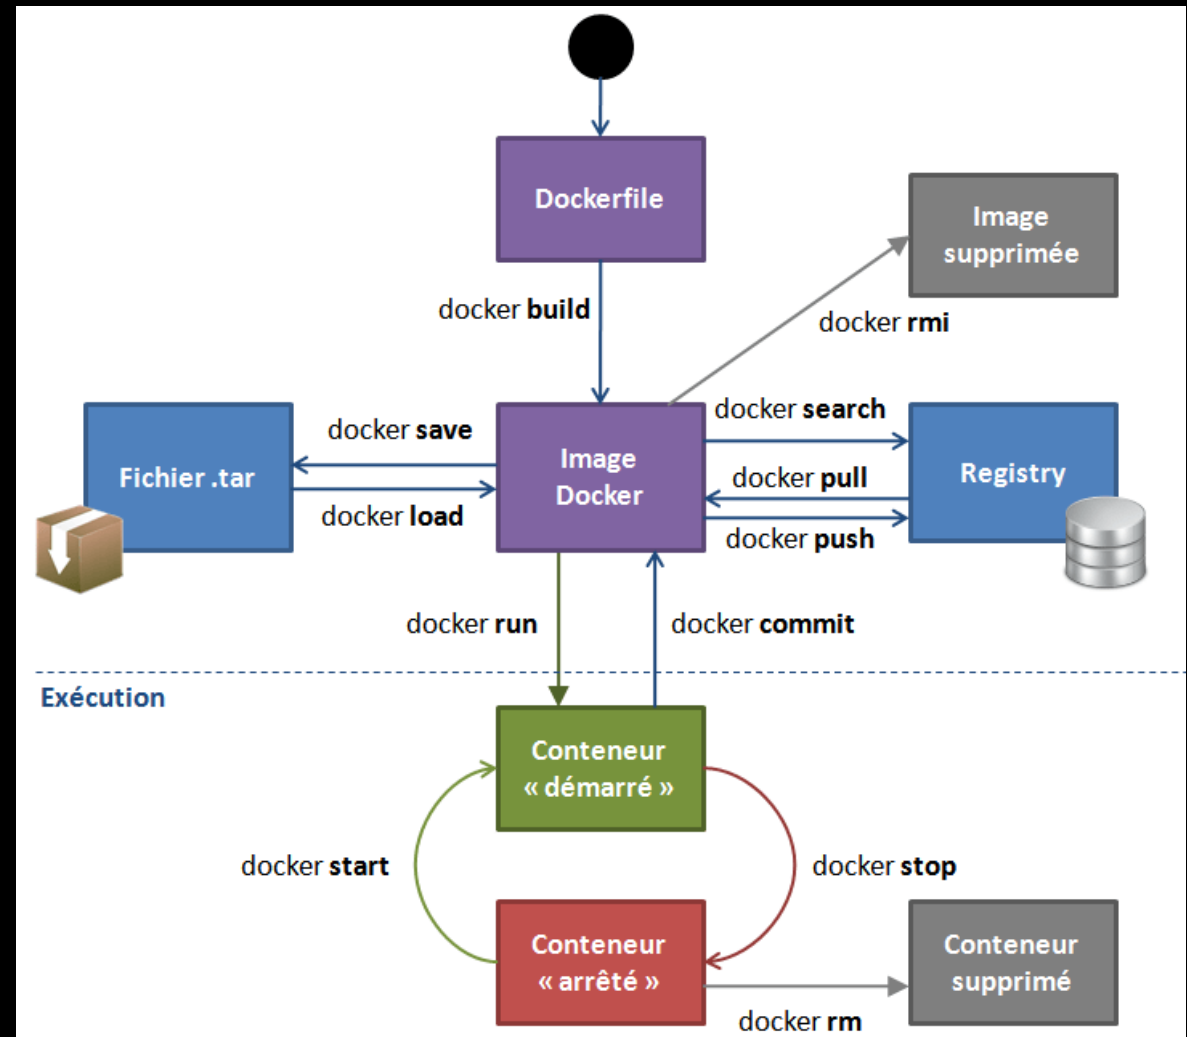 Dockerfile
Image
supprimée
docker build
docker rmi
docker search
docker save
Fichier .tar
Image
Docker
docker pull
Registry
docker load
docker push
docker run
docker commit
Exécution
Conteneur
« démarré »
docker start
docker stop
Conteneur
« arrêté »
Conteneur
supprimé
docker rm